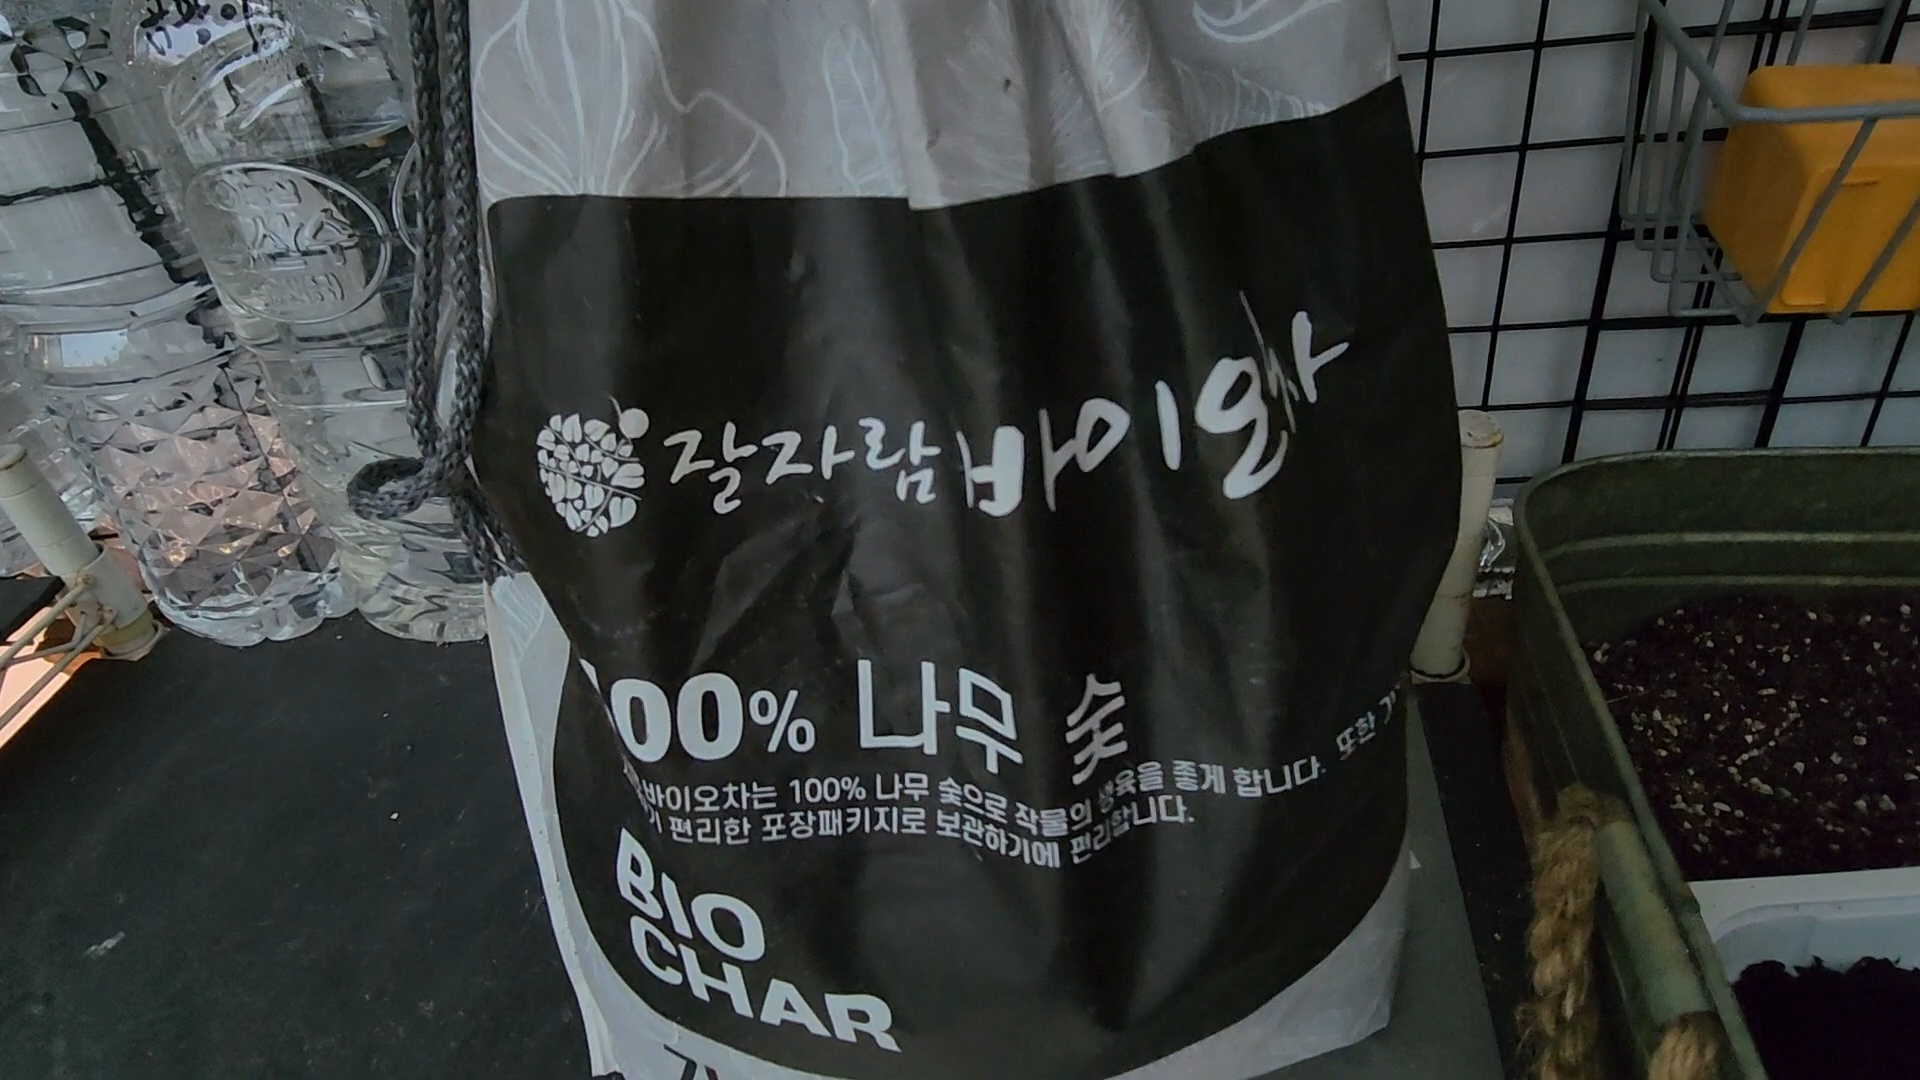 잘자람바이오차
100% 나무 숯
바이오차는 100% 나무 숯으로 작물의 생육을 좋게 합니다. 또한
편리한 포장패키지로 보관하기에 편리합니다.
BIO
CHAR